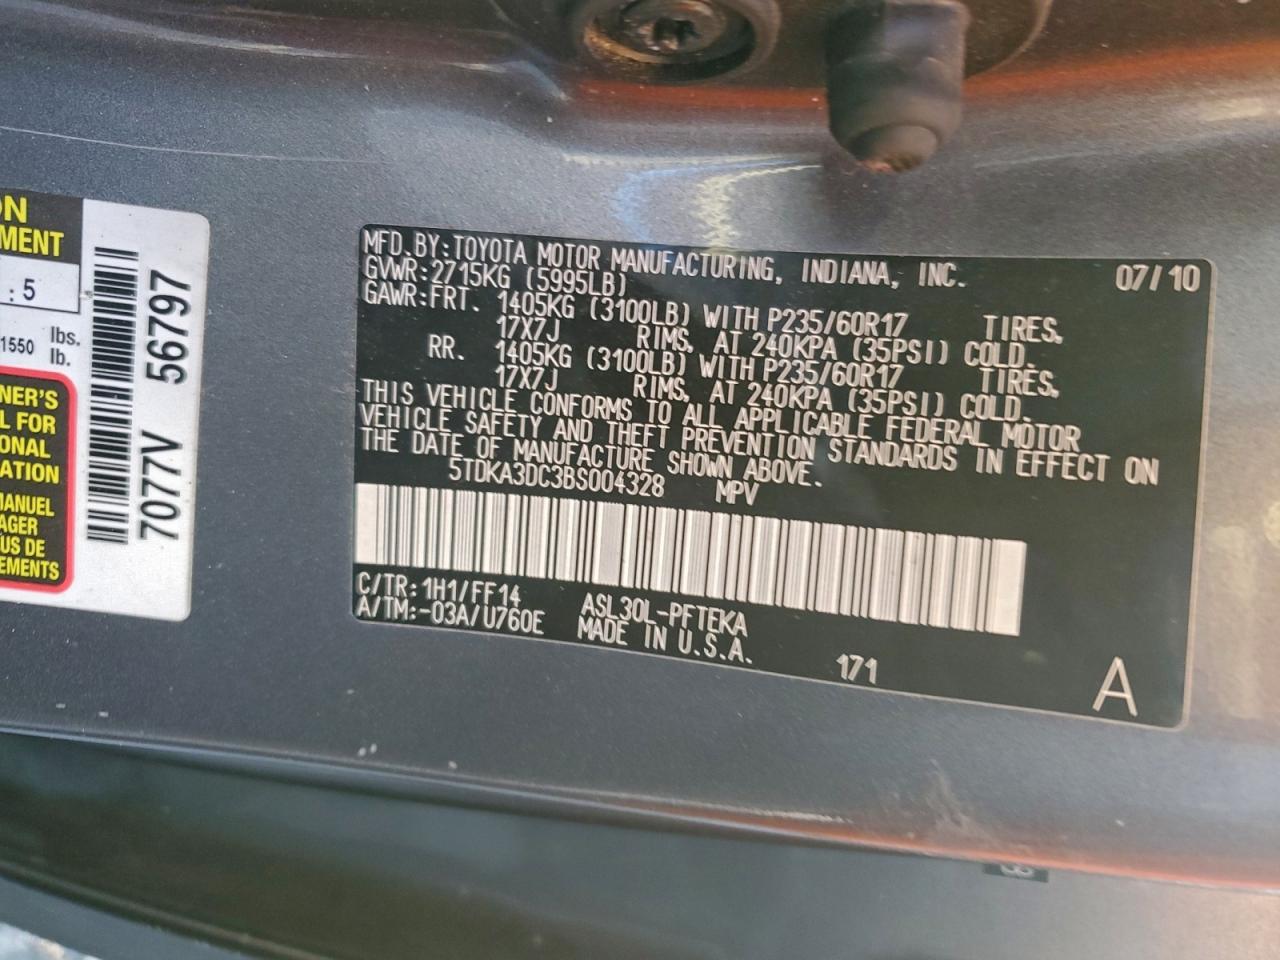 ON
MENT
: 5
1550 lbs.
lb.
NER'S
L FOR
ONAL
ATION
MANUEL
AGER
US DE
EMENTS
7077V 56797
MFD. BY: TOYOTA MOTOR MANUFACTURING, INDIANA, INC. 07/10
GVWR: 2715KG (5995LB)
GAWR: FRT. 1405KG (3100LB) WITH P235/60R17 TIRES,
17X7J RIMS, AT 240KPA (35PSI) COLD.
RR. 1405KG (3100LB) WITH P235/60R17 TIRES,
17X7J RIMS, AT 240KPA (35PSI) COLD.
THIS VEHICLE CONFORMS TO ALL APPLICABLE FEDERAL MOTOR
VEHICLE SAFETY AND THEFT PREVENTION STANDARDS IN EFFECT ON
THE DATE OF MANUFACTURE SHOWN ABOVE.
5TDKA3DC3BS004328 MPV
C/TR: 1H1/FF14 ASL30L-PFTEKA
A/TM: -03A/U760E MADE IN U.S.A.
171
A